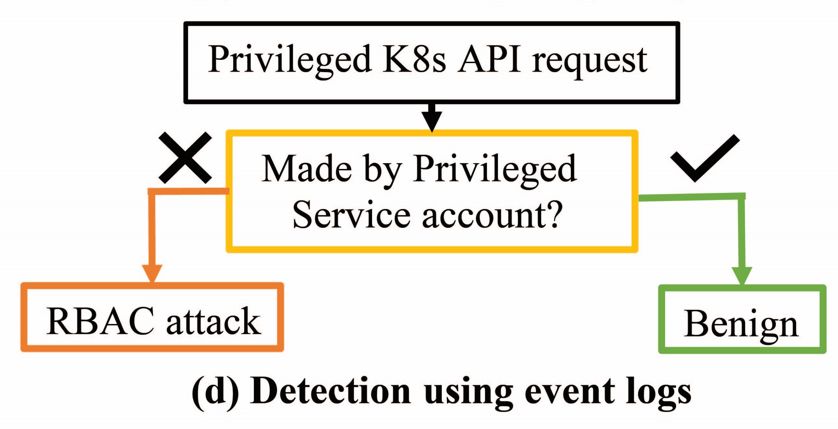 Privileged K8s API request
Made by Privileged
Service account?
RBAC attack
Benign
(d) Detection using event logs